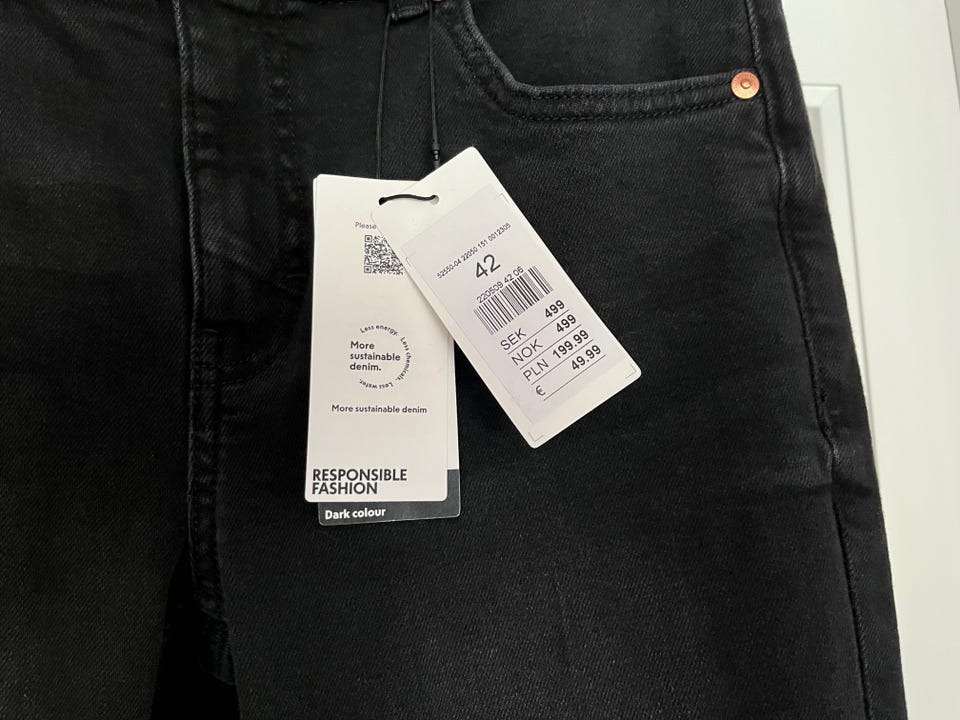 Please
Less energy. Less chemicals. Less water.
More
sustainable
denim.
More sustainable denim
RESPONSIBLE
FASHION
Dark colour
52550-04 22050 151 0012305
42
220509 42 06
SEK 499
NOK 499
PLN 199.99
€ 49.99